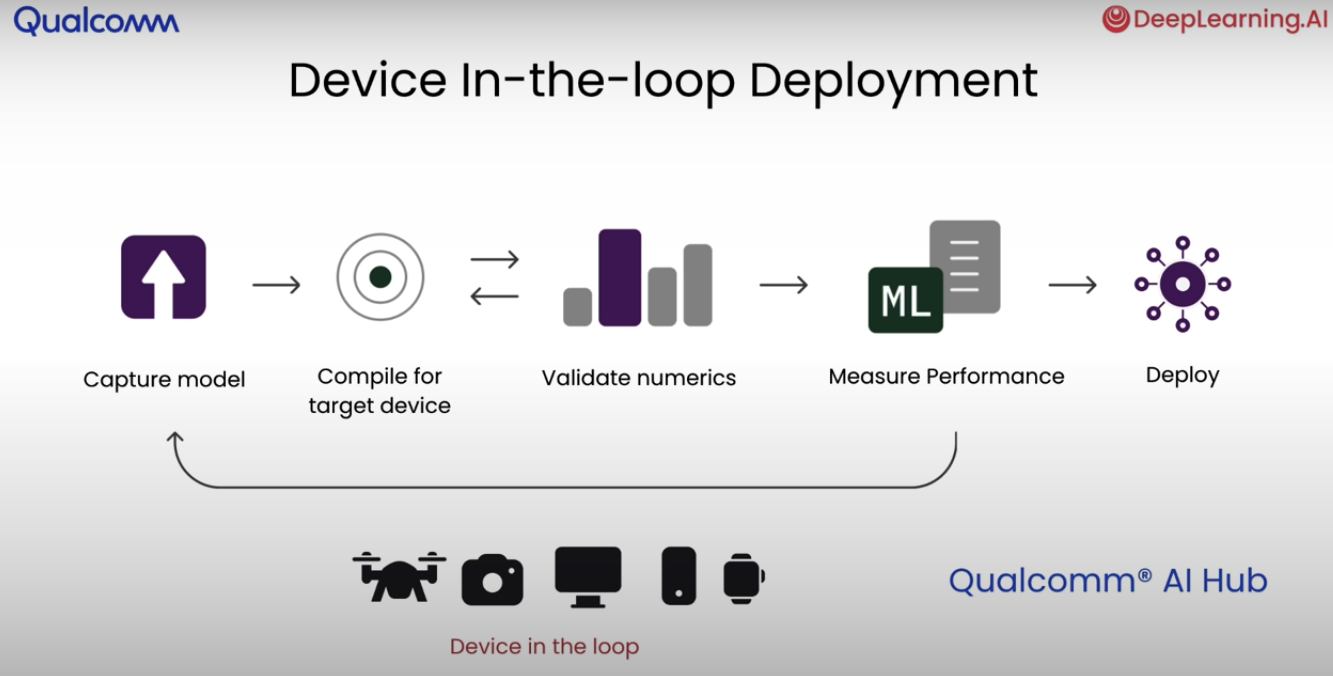 Qualcomm
DeepLearning.AI
Device In-the-loop Deployment
ML
Capture model
Compile for
target device
Validate numerics
Measure Performance
Deploy
Qualcomm® AI Hub
Device in the loop